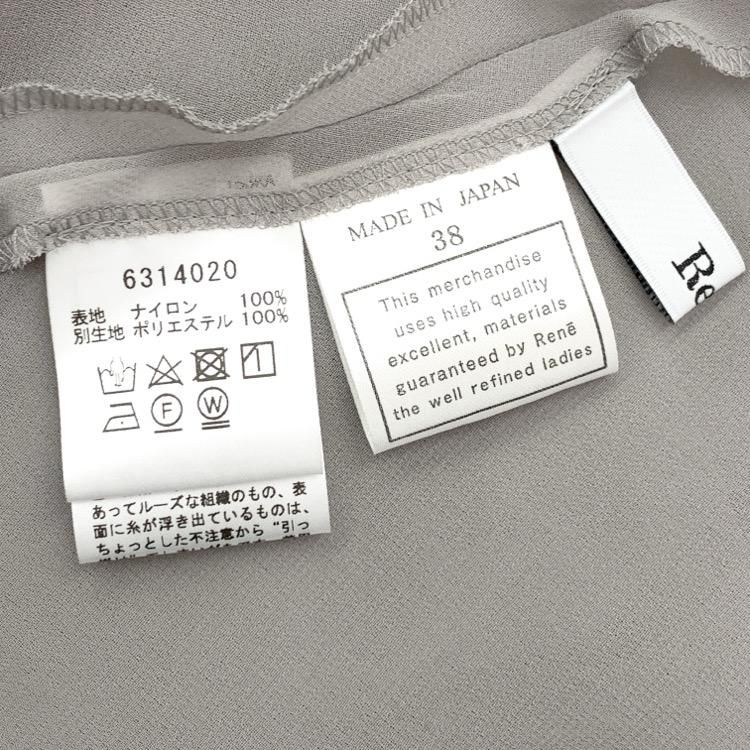 6314020
表地 ナイロン 100%
別生地 ポリエステル 100%
F W
あってルーズな組織のもの、表
面に糸が浮き出ているものは、
ちょっとした不注意から“引っ
MADE IN JAPAN
38
This merchandise
uses high quality
excellent, materials
guaranteed by René
the well refined ladies
Re